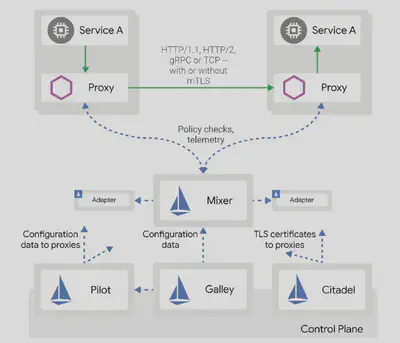 Service A
Service A
HTTP/1.1, HTTP/2,
gRPC or TCP --
with or without
mTLS
Proxy
Proxy
Policy checks,
telemetry
Mixer
Adapter
Adapter
Configuration
data to proxies
Configuration
data
TLS certificates
to proxies
Pilot
Galley
Citadel
Control Plane